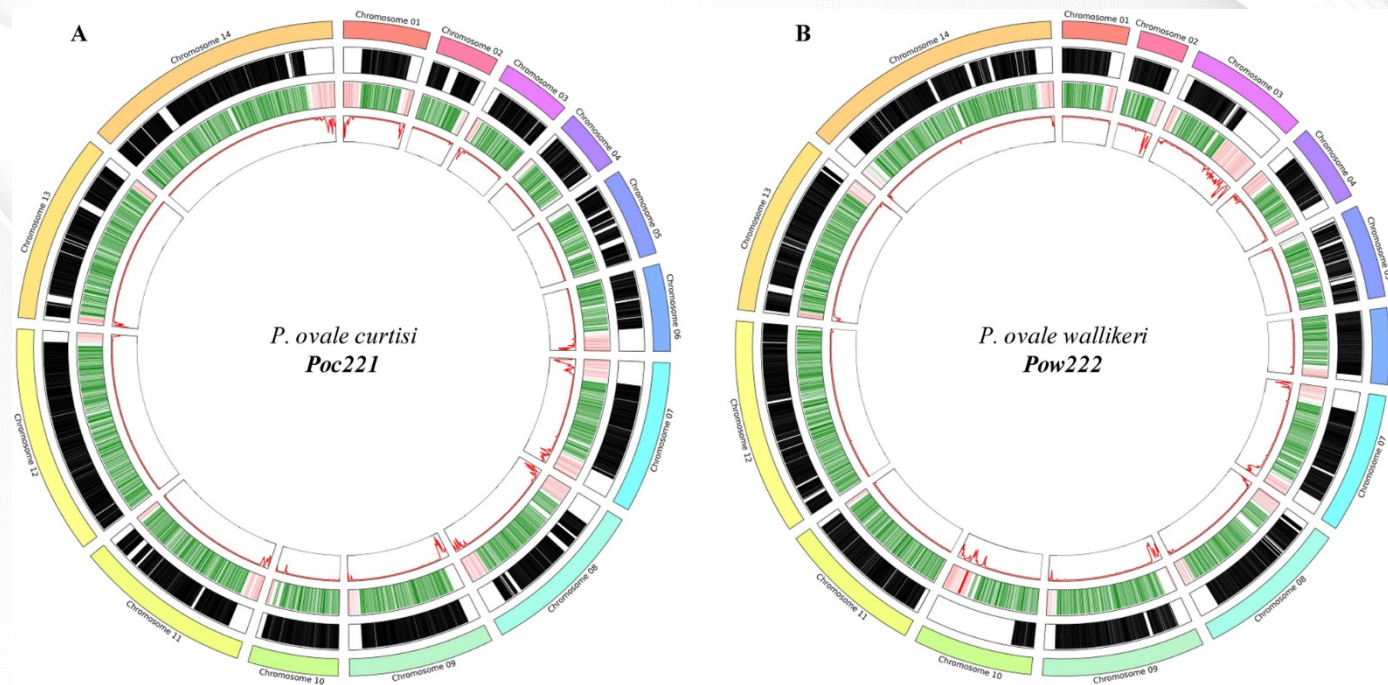 A
Chromosome 01
Chromosome 02
Chromosome 03
Chromosome 04
Chromosome 05
Chromosome 06
Chromosome 07
Chromosome 08
Chromosome 09
Chromosome 10
Chromosome 11
Chromosome 12
Chromosome 13
Chromosome 14
P. ovale curtisi
Poc221
B
Chromosome 01
Chromosome 02
Chromosome 03
Chromosome 04
Chromosome 05
Chromosome 07
Chromosome 08
Chromosome 09
Chromosome 10
Chromosome 11
Chromosome 12
Chromosome 13
Chromosome 14
P. ovale wallikeri
Pow222